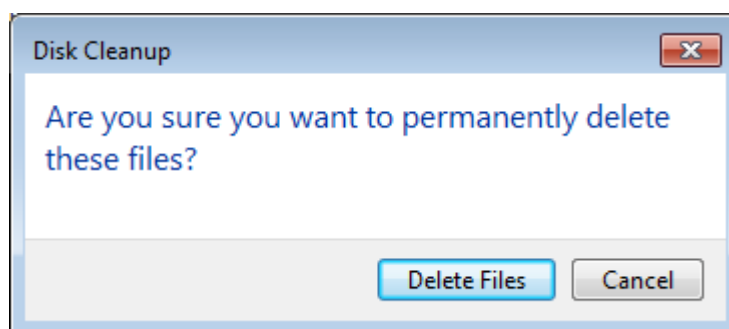 Disk Cleanup
Are you sure you want to permanently delete
these files?
Delete Files
Cancel